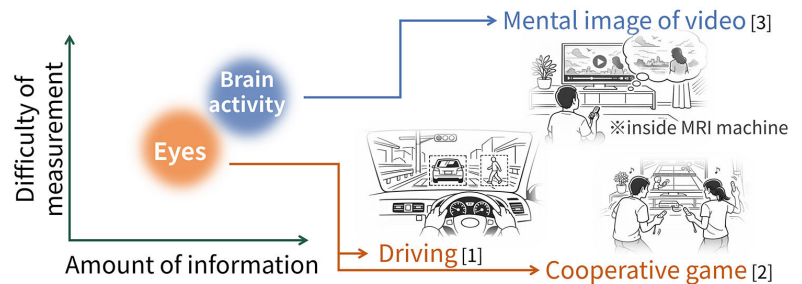 Mental image of video [3]
Difficulty of
measurement
Brain
activity
Eyes
※inside MRI machine
Driving [1]
Amount of information
Cooperative game [2]